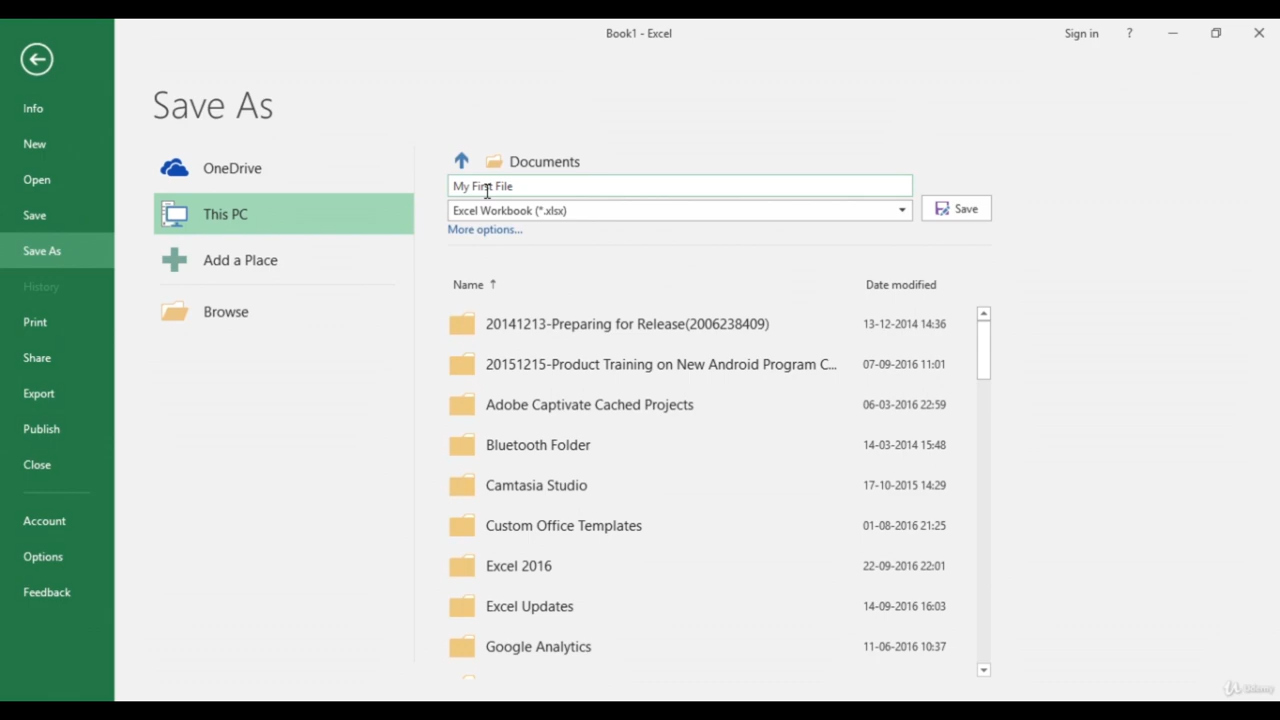 Book1 - Excel
Sign in
?
Info
New
Open
Save
Save As
History
Print
Share
Export
Publish
Close
Account
Options
Feedback
Save As
OneDrive
This PC
Add a Place
Browse
Documents
My First File
Excel Workbook (*.xlsx)
Save
More options...
Name
Date modified
20141213-Preparing for Release(2006238409) 13-12-2014 14:36
20151215-Product Training on New Android Program C... 07-09-2016 11:01
Adobe Captivate Cached Projects 06-03-2016 22:59
Bluetooth Folder 14-03-2014 15:48
Camtasia Studio 17-10-2015 14:29
Custom Office Templates 01-08-2016 21:25
Excel 2016 22-09-2016 22:01
Excel Updates 14-09-2016 16:03
Google Analytics 11-06-2016 10:37
Udemy